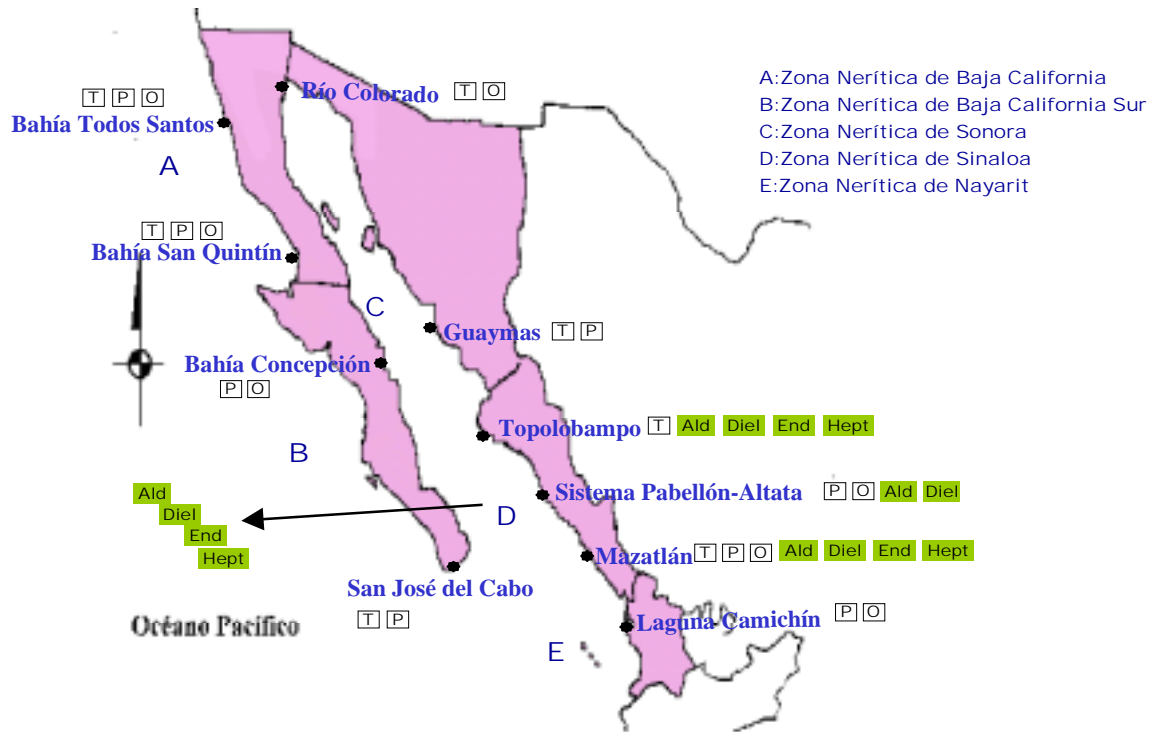 A:Zona Nerítica de Baja California
B:Zona Nerítica de Baja California Sur
C:Zona Nerítica de Sonora
D:Zona Nerítica de Sinaloa
E:Zona Nerítica de Nayarit
Río Colorado T O
T P O
Bahía Todos Santos
A
T P O
Bahía San Quintín
C
Guaymas T P
Bahía Concepción
P O
Topolobampo T Ald Diel End Hept
B
Sistema Pabellón-Altata P O Ald Diel
Ald
Diel
End
Hept
D
Mazatlán T P O Ald Diel End Hept
San José del Cabo
T P
Laguna Camichín P O
Océano Pacífico
E